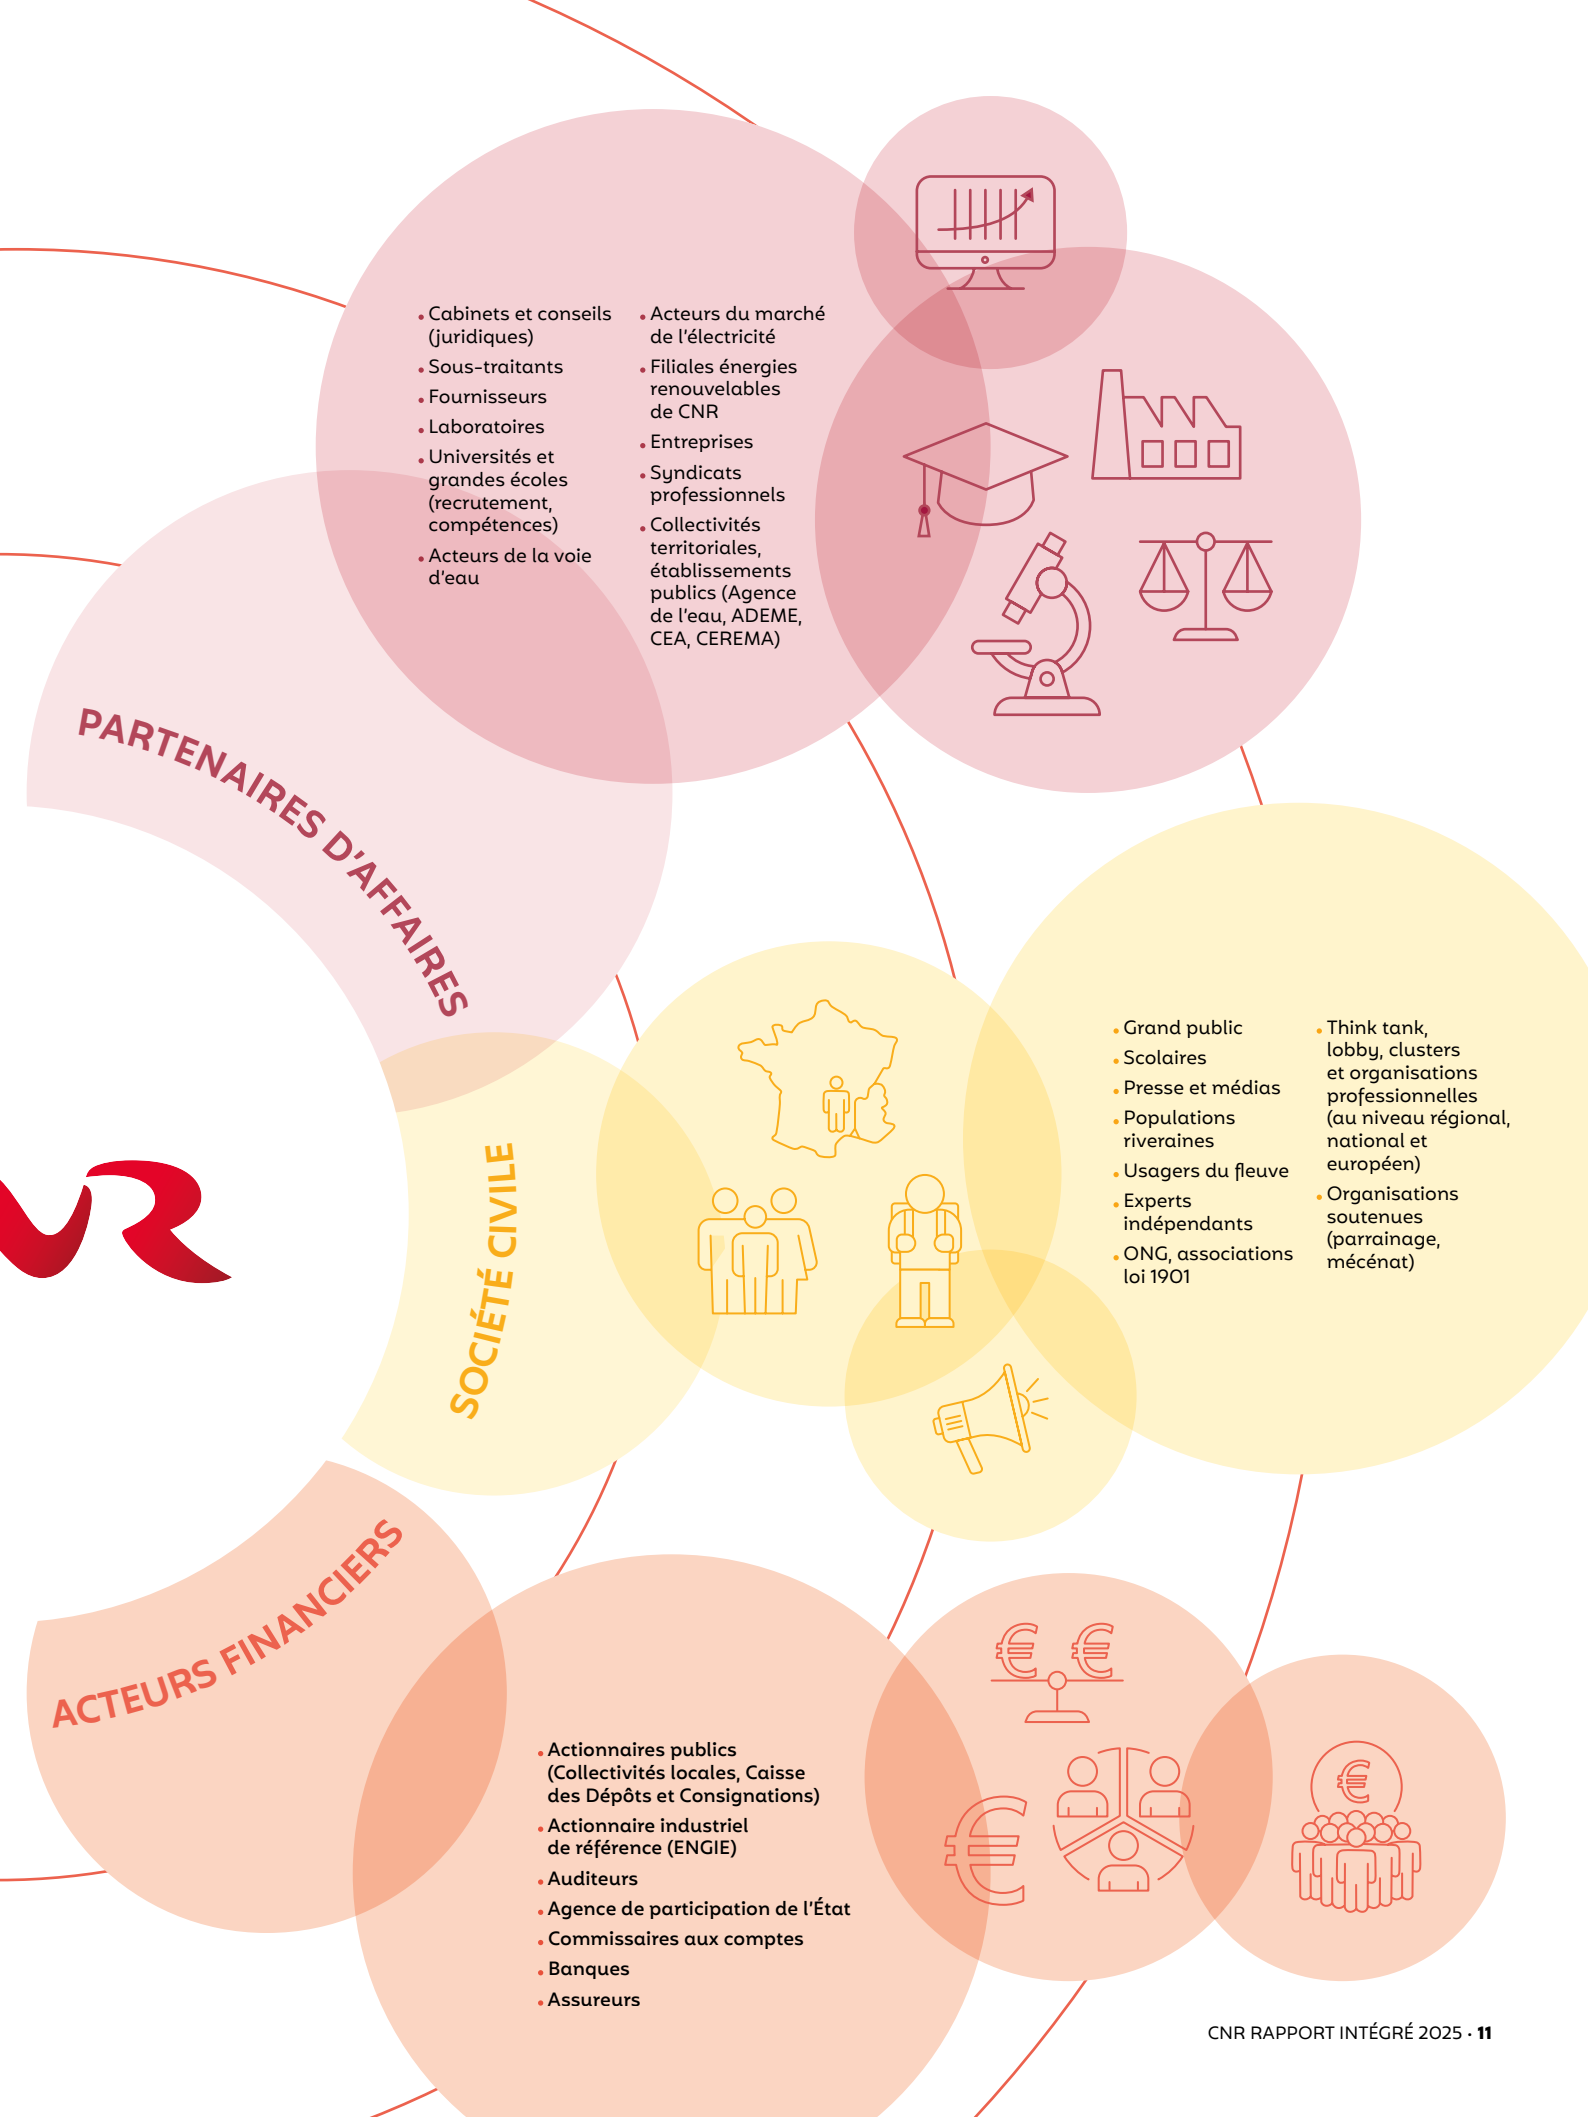 • Cabinets et conseils
(juridiques)
• Sous-traitants
• Fournisseurs
• Laboratoires
• Universités et
grandes écoles
(recrutement,
compétences)
• Acteurs de la voie
d'eau
• Acteurs du marché
de l'électricité
• Filiales énergies
renouvelables
de CNR
• Entreprises
• Syndicats
professionnels
• Collectivités
territoriales,
établissements
publics (Agence
de l'eau, ADEME,
CEA, CEREMA)
PARTENAIRES D'AFFAIRES
• Grand public
• Scolaires
• Presse et médias
• Populations
riveraines
• Usagers du fleuve
• Experts
indépendants
• ONG, associations
loi 1901
• Think tank,
lobby, clusters
et organisations
professionnelles
(au niveau régional,
national et
européen)
• Organisations
soutenues
(parrainage,
mécénat)
SOCIÉTÉ CIVILE
R
ACTEURS FINANCIERS
€ €
€
€
• Actionnaires publics
(Collectivités locales, Caisse
des Dépôts et Consignations)
• Actionnaire industriel
de référence (ENGIE)
• Auditeurs
• Agence de participation de l'État
• Commissaires aux comptes
• Banques
• Assureurs
CNR RAPPORT INTÉGRÉ 2025 • 11